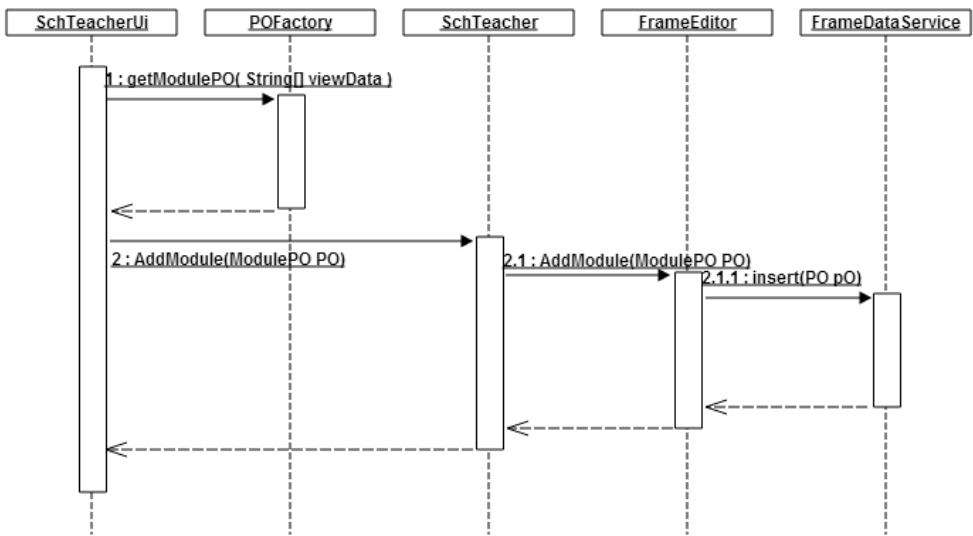 SchTeacherUi
POFactory
SchTeacher
FrameEditor
FrameDataService
1 : getModulePO( String[] viewData )
2 : AddModule(ModulePO PO)
2.1 : AddModule(ModulePO PO)
2.1.1 : insert(PO pO)